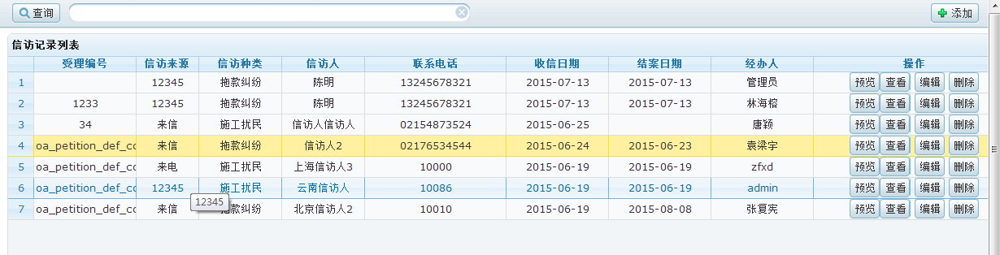 查询 添加
信访记录列表
受理编号 信访来源 信访种类 信访人 联系电话 收信日期 结案日期 经办人 操作
1 12345 拖款纠纷 陈明 13245678321 2015-07-13 2015-07-13 管理员 预览 查看 编辑 删除
2 1233 12345 拖款纠纷 陈明 13245678321 2015-07-13 2015-07-13 林海榕 预览 查看 编辑 删除
3 34 来信 施工扰民 信访人信访人 02154873524 2015-06-25 唐颖 预览 查看 编辑 删除
4 oa_petition_def_cc 来信 拖款纠纷 信访人2 02176534544 2015-06-24 2015-06-23 袁梁宇 预览 查看 编辑 删除
5 oa_petition_def_cc 来电 施工扰民 上海信访人3 10000 2015-06-19 2015-06-19 zfxd 预览 查看 编辑 删除
6 oa_petition_def_cc 12345 施工扰民 云南信访人 10086 2015-06-19 2015-06-19 admin 预览 查看 编辑 删除
12345
7 oa_petition_def_cc 来信 拖款纠纷 北京信访人2 10010 2015-06-19 2015-08-08 张复宪 预览 查看 编辑 删除